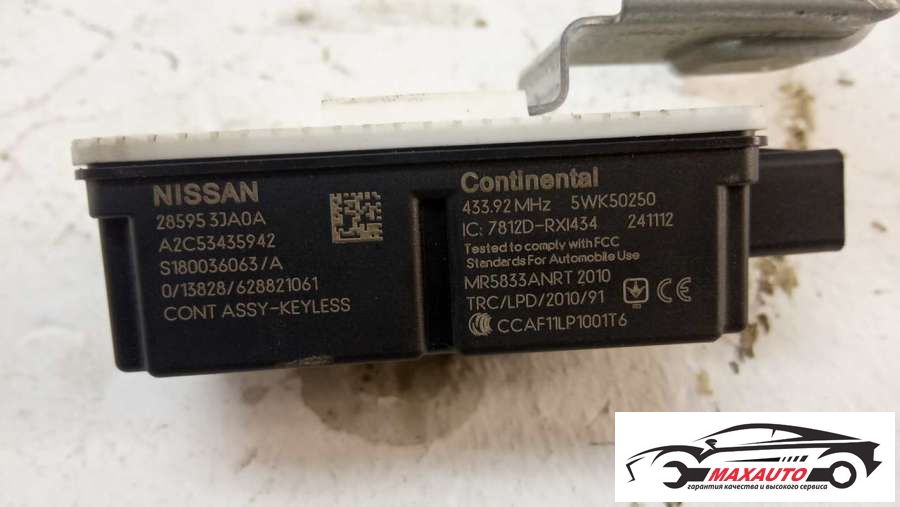 NISSAN
28595 3JA0A
A2C53435942
S180036063/A
0/13828/628821061
CONT ASSY-KEYLESS
Continental
433.92 MHz 5WK50250
IC: 7812D-RXI434 241112
Tested to comply with FCC
Standards For Automobile Use
MR5833ANRT 2010
TRC/LPD/2010/91 CE
CCAF11LP1001T6
MAXAUTO
гарантия качества и высокого сервиса